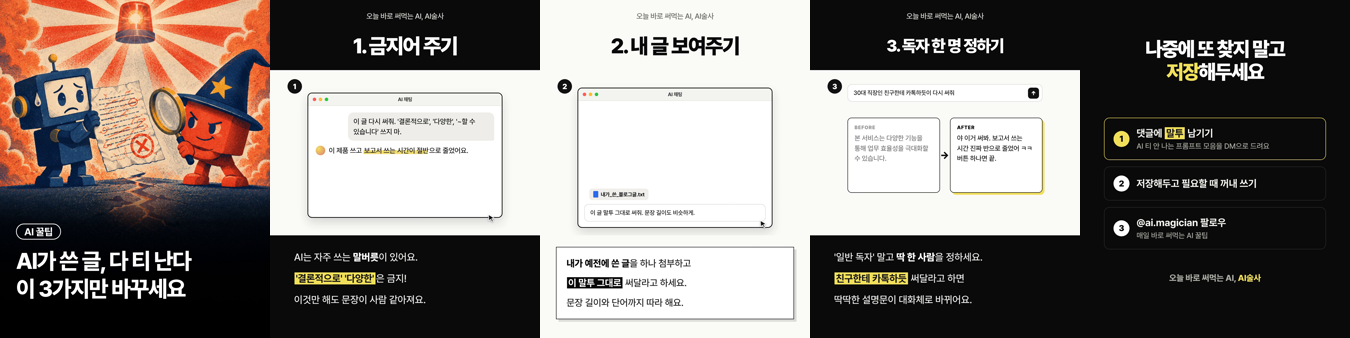 AI 꿀팁
AI가 쓴 글, 다 티 난다
이 3가지만 바꾸세요
오늘 바로 써먹는 AI, AI술사
1. 금지어 주기
1
AI 채팅
이 글 다시 써줘. '결론적으로', '다양한', '~할 수
있습니다' 쓰지 마.
이 제품 쓰고 보고서 쓰는 시간이 절반으로 줄었어요.
AI는 자주 쓰는 말버릇이 있어요.
'결론적으로' '다양한'은 금지!
이것만 해도 문장이 사람 같아져요.
오늘 바로 써먹는 AI, AI술사
2. 내 글 보여주기
2
AI 채팅
내가_쓴_블로그글.txt
이 글 말투 그대로 써줘. 문장 길이도 비슷하게.
내가 예전에 쓴 글을 하나 첨부하고
이 말투 그대로 써달라고 하세요.
문장 길이와 단어까지 따라 해요.
오늘 바로 써먹는 AI, AI술사
3. 독자 한 명 정하기
3
30대 직장인 친구한테 카톡하듯이 다시 써줘
BEFORE
본 서비스는 다양한 기능을
통해 업무 효율성을 극대화할
수 있습니다.
AFTER
야 이거 써봐. 보고서 쓰는
시간 진짜 반으로 줄었어 ㅋㅋ
버튼 하나면 끝.
'일반 독자' 말고 딱 한 사람을 정하세요.
친구한테 카톡하듯 써달라고 하면
딱딱한 설명문이 대화체로 바뀌어요.
나중에 또 찾지 말고
저장해두세요
1
댓글에 말투 남기기
AI 티 안 나는 프롬프트 모음을 DM으로 드려요
2
저장해두고 필요할 때 꺼내 쓰기
3
@ai.magician 팔로우
매일 바로 써먹는 AI 꿀팁
오늘 바로 써먹는 AI, AI술사